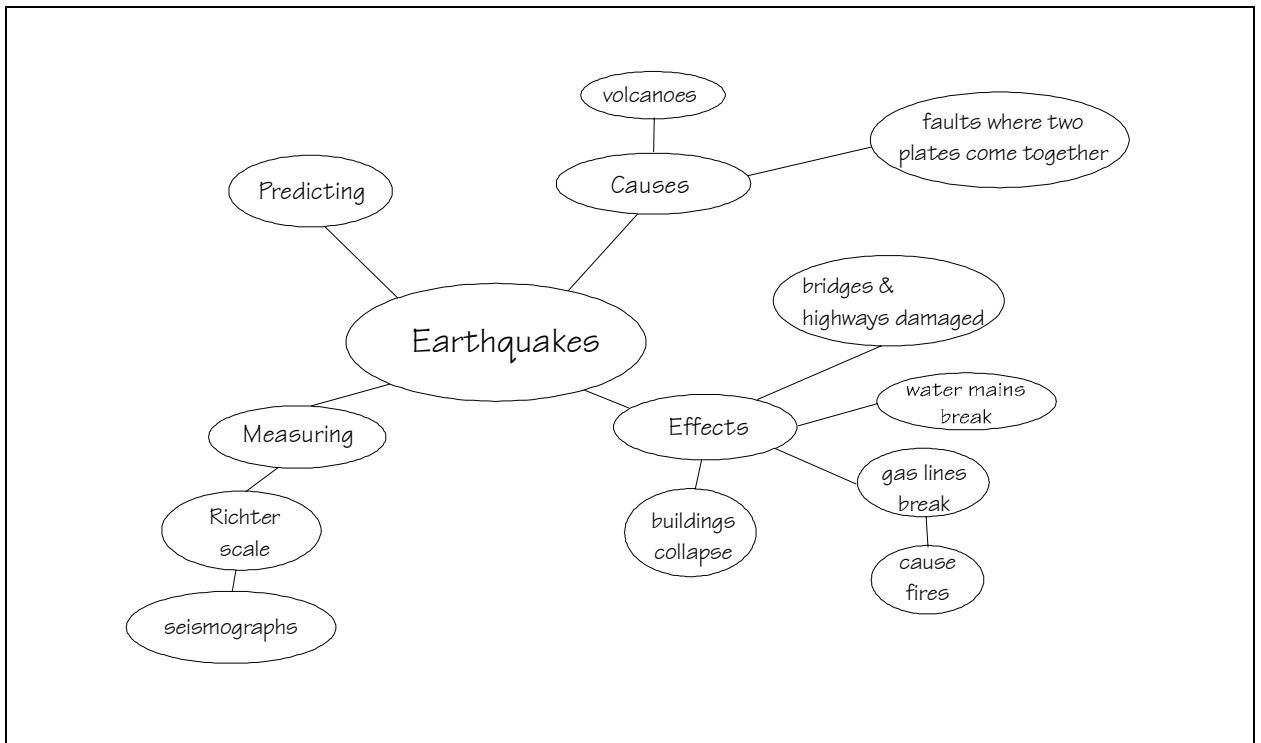 volcanoes
faults where two
plates come together
Predicting
Causes
bridges &
highways damaged
Earthquakes
water mains
break
Effects
Measuring
gas lines
break
Richter
scale
buildings
collapse
cause
fires
seismographs